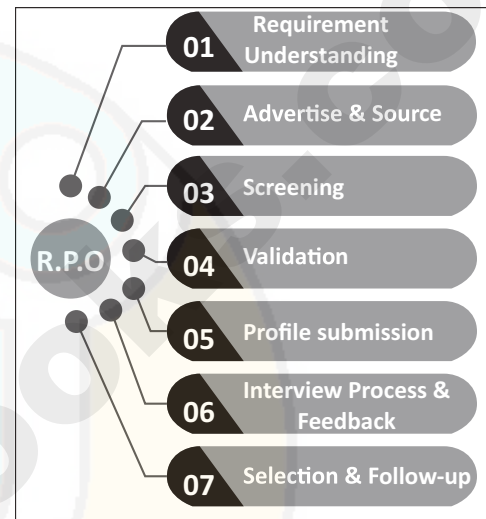 R.P.O
01
Requirement
Understanding
02
Advertise & Source
03
Screening
04
Validation
05
Profile submission
06
Interview Process &
Feedback
07
Selection & Follow-up